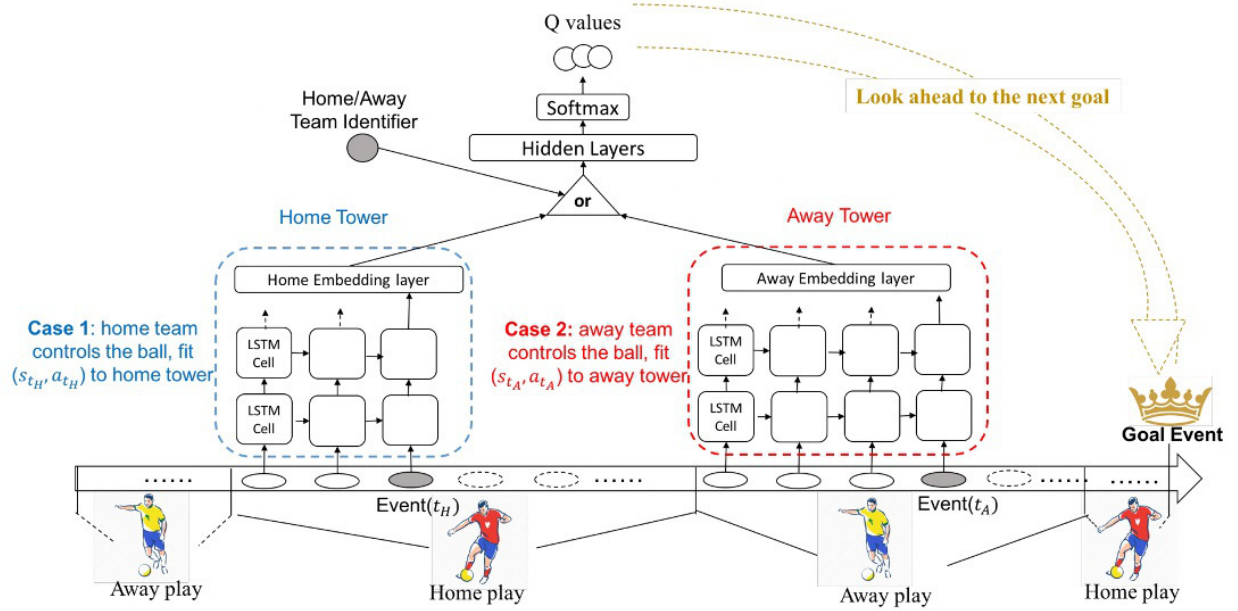 Q values
Look ahead to the next goal
Home/Away
Team Identifier
Softmax
Hidden Layers
or
Home Tower
Away Tower
Home Embedding layer
Away Embedding layer
Case 1: home team
controls the ball, fit
(s_{t_H}, a_{t_H}) to home tower
LSTM
Cell
LSTM
Cell
Case 2: away team
controls the ball, fit
(s_{t_A}, a_{t_A}) to away tower
LSTM
Cell
LSTM
Cell
Goal Event
......
......
......
......
Event(t_H)
Event(t_A)
Away play
Home play
Away play
Home play